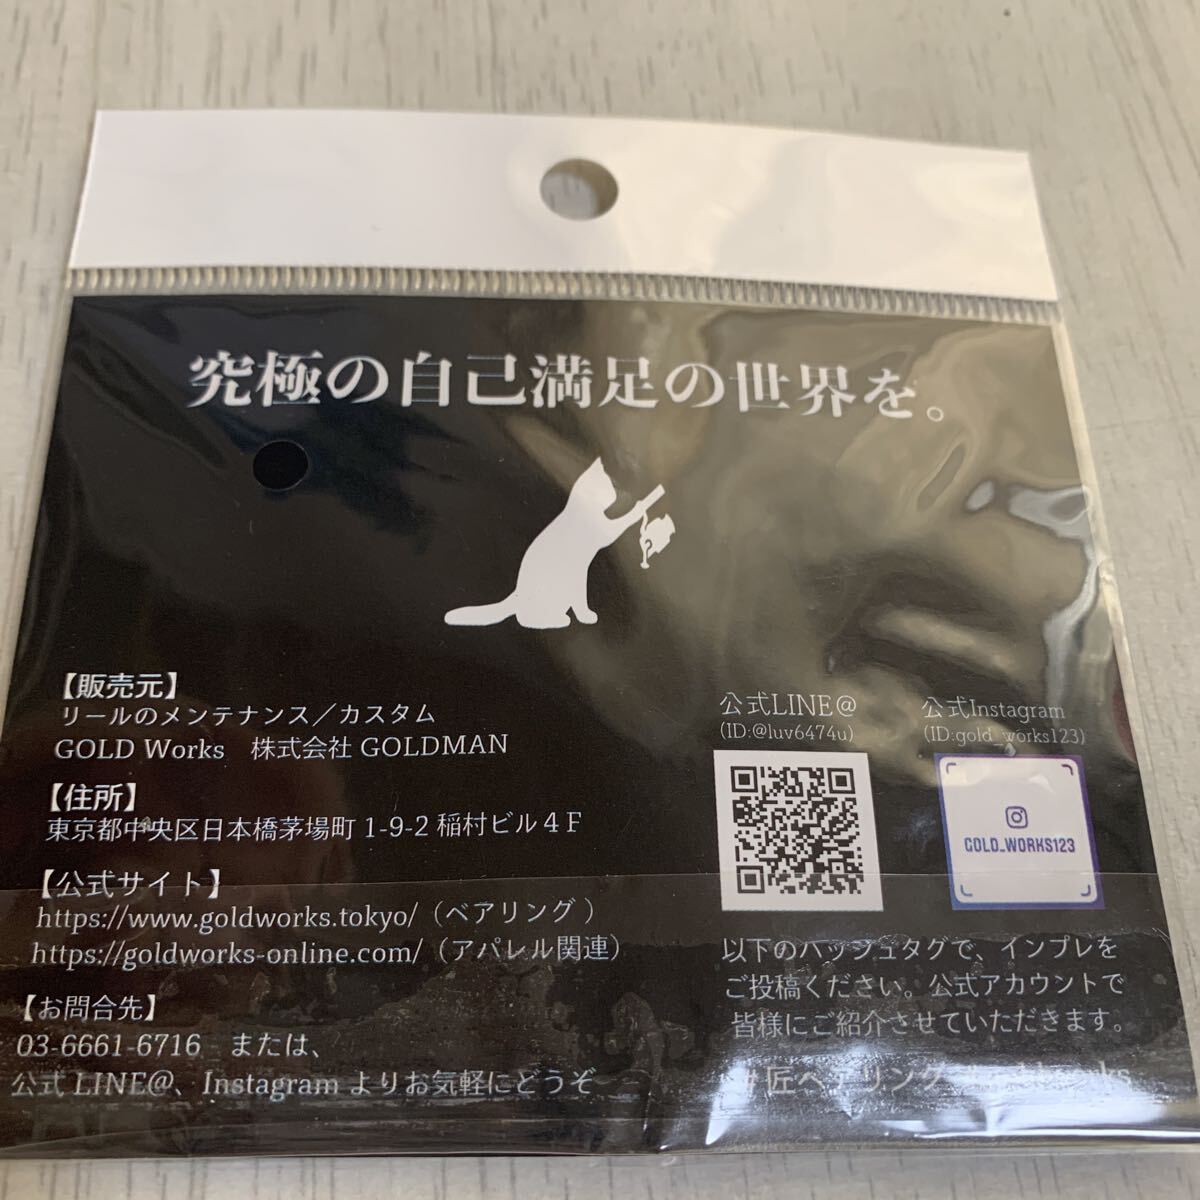 究極の自己満足の世界を。
【販売元】
リールのメンテナンス／カスタム
GOLD Works　株式会社 GOLDMAN
【住所】
東京都中央区日本橋茅場町 1-9-2 稲村ビル４F
【公式サイト】
https://www.goldworks.tokyo/（ベアリング）
https://goldworks-online.com/（アパレル関連）
【お問合先】
03-6661-6716　または、
公式 LINE@、Instagram よりお気軽にどうぞ
公式LINE@
(ID:@luv6474u)
公式Instagram
(ID:gold_works123)
GOLD_WORKS123
以下のハッシュタグで、インプレを
ご投稿ください。公式アカウントで
皆様にご紹介させていただきます。
#匠ベアリング